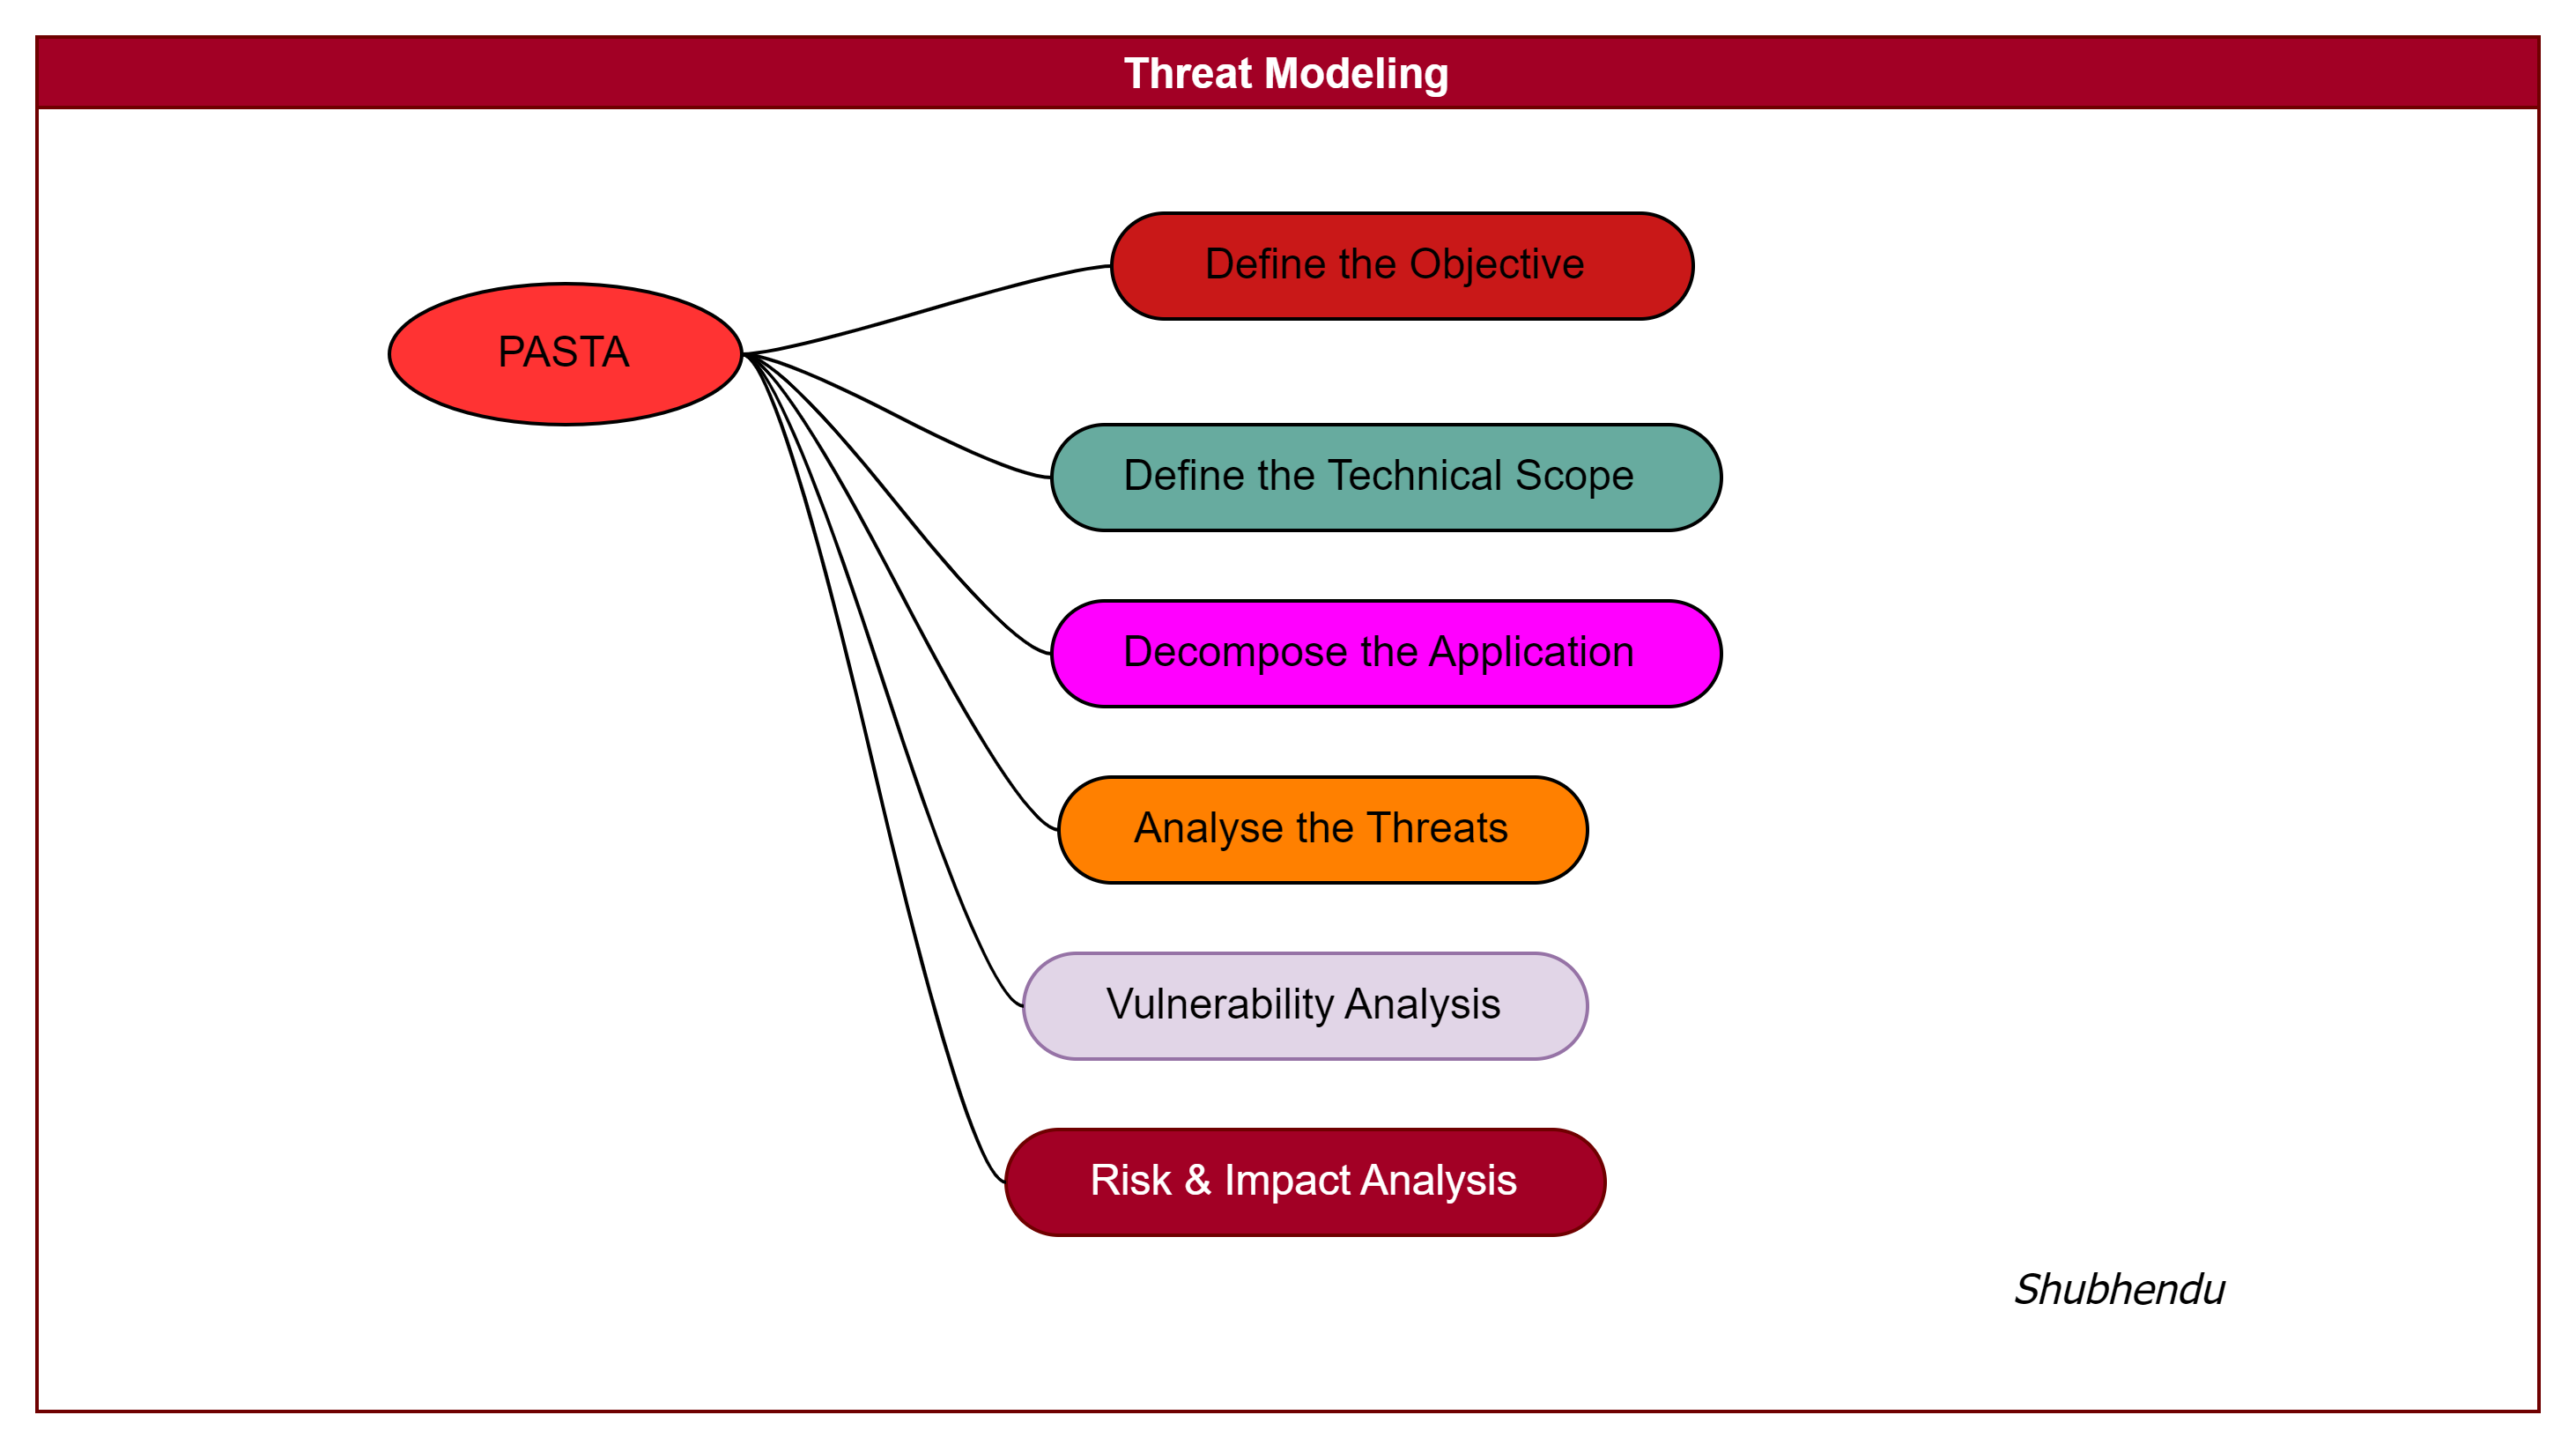 Threat Modeling
PASTA
Define the Objective
Define the Technical Scope
Decompose the Application
Analyse the Threats
Vulnerability Analysis
Risk & Impact Analysis
Shubhendu